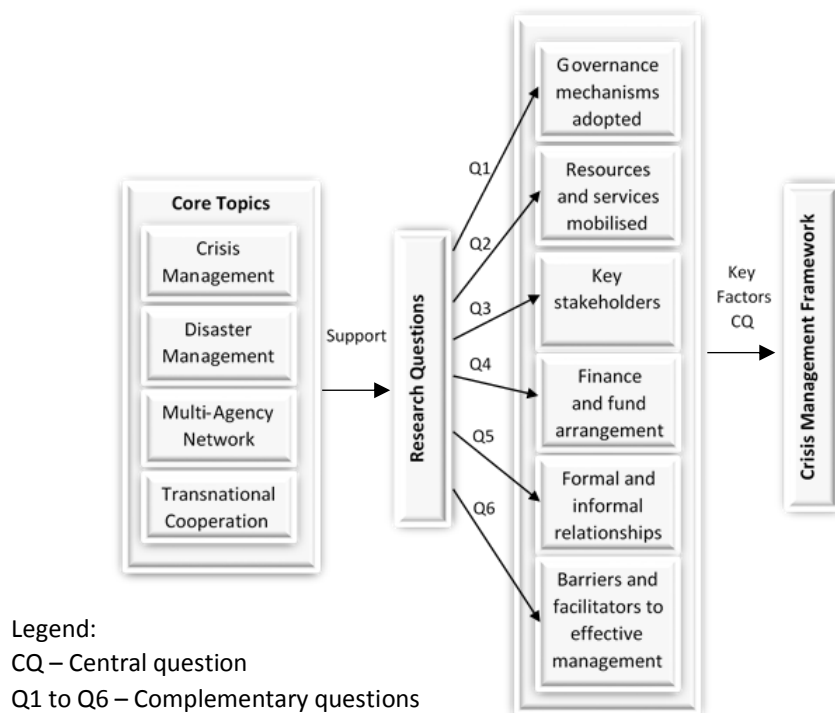 Core Topics
Crisis
Management
Disaster
Management
Multi-Agency
Network
Transnational
Cooperation
Support
Research Questions
Q1
Q2
Q3
Q4
Q5
Q6
Governance
mechanisms
adopted
Resources
and services
mobilised
Key
stakeholders
Finance
and fund
arrangement
Formal and
informal
relationships
Barriers and
facilitators to
effective
management
Key
Factors
CQ
Crisis Management Framework
Legend:
CQ – Central question
Q1 to Q6 – Complementary questions